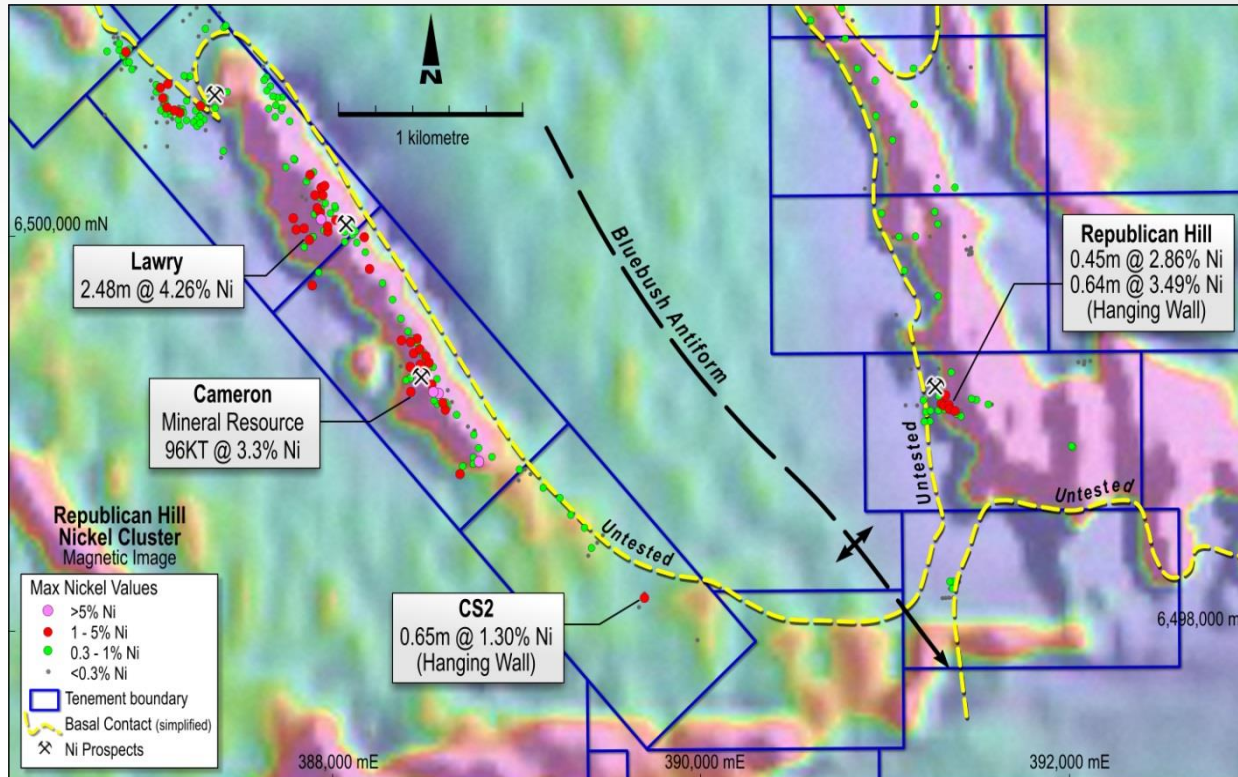 N
1 kilometre
6,500,000 mN
Lawry
2.48m @ 4.26% Ni
Bluebush Antiform
Republican Hill
0.45m @ 2.86% Ni
0.64m @ 3.49% Ni
(Hanging Wall)
Cameron
Mineral Resource
96KT @ 3.3% Ni
Untested
Untested
Untested
Republican Hill
Nickel Cluster
Magnetic Image
Max Nickel Values
>5% Ni
1 - 5% Ni
0.3 - 1% Ni
<0.3% Ni
Tenement boundary
Basal Contact (simplified)
Ni Prospects
CS2
0.65m @ 1.30% Ni
(Hanging Wall)
6,498,000 m
388,000 mE
390,000 mE
392,000 mE